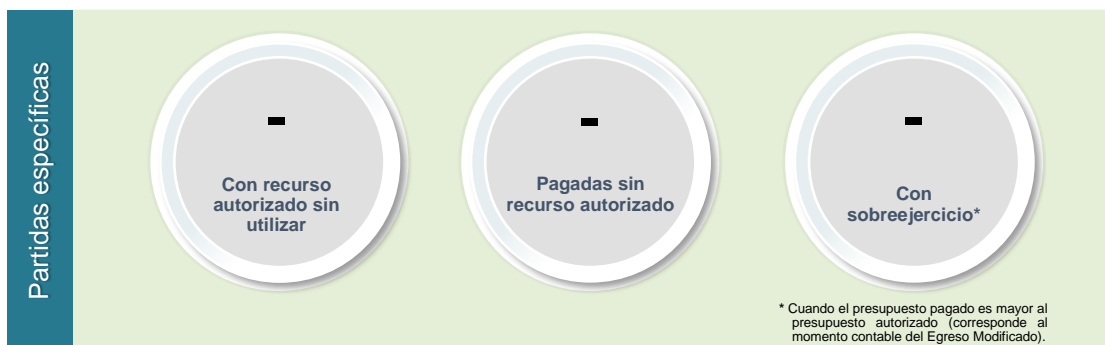 Partidas específicas
-
Con recurso
autorizado sin
utilizar
-
Pagadas sin
recurso autorizado
-
Con
sobreejercicio*
* Cuando el presupuesto pagado es mayor al
presupuesto autorizado (corresponde al
momento contable del Egreso Modificado).